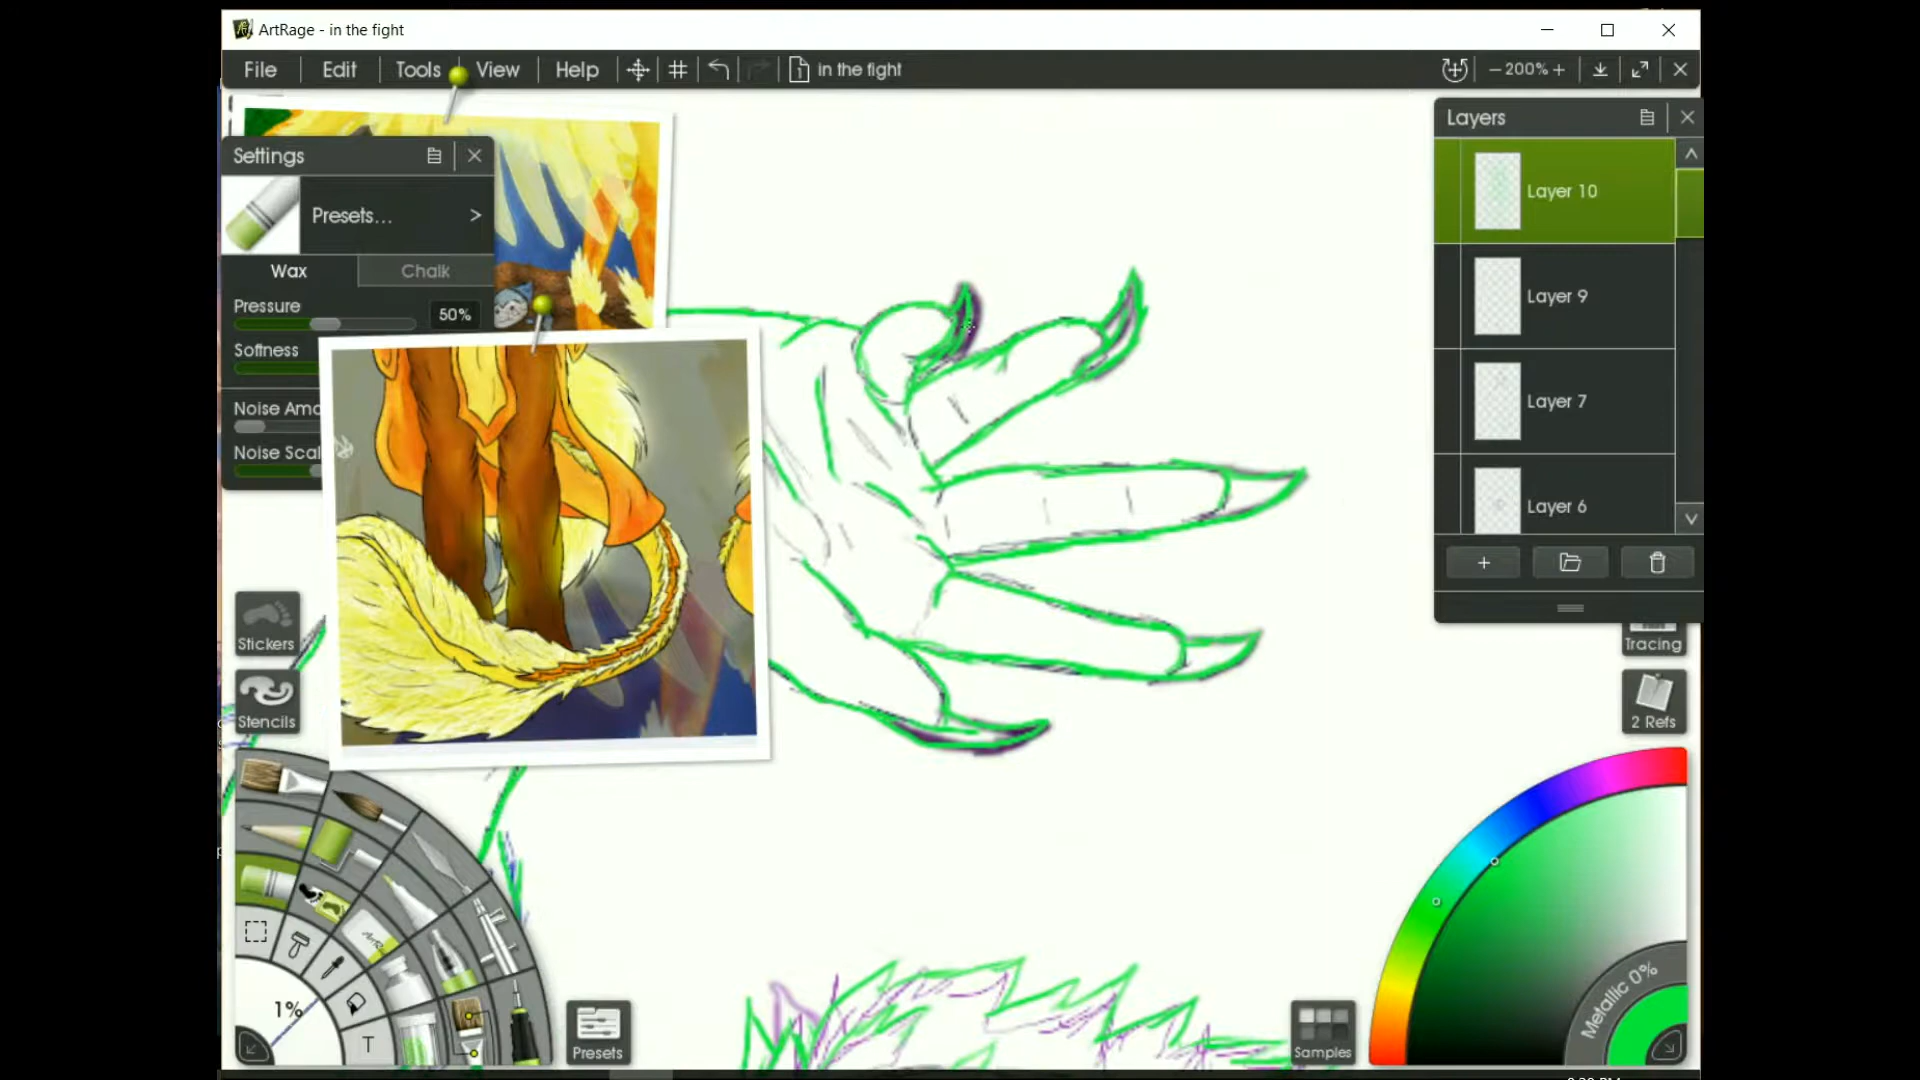 ArtRage - in the fight
File Edit Tools View Help in the fight 200%
Settings
Presets...
Wax Chalk
Pressure 50%
Softness
Noise Amo
Noise Scal
Layers
Layer 10
Layer 9
Layer 7
Layer 6
Stickers
Stencils
Tracing
2 Refs
1%
T
Presets
Samples
Metallic 0%